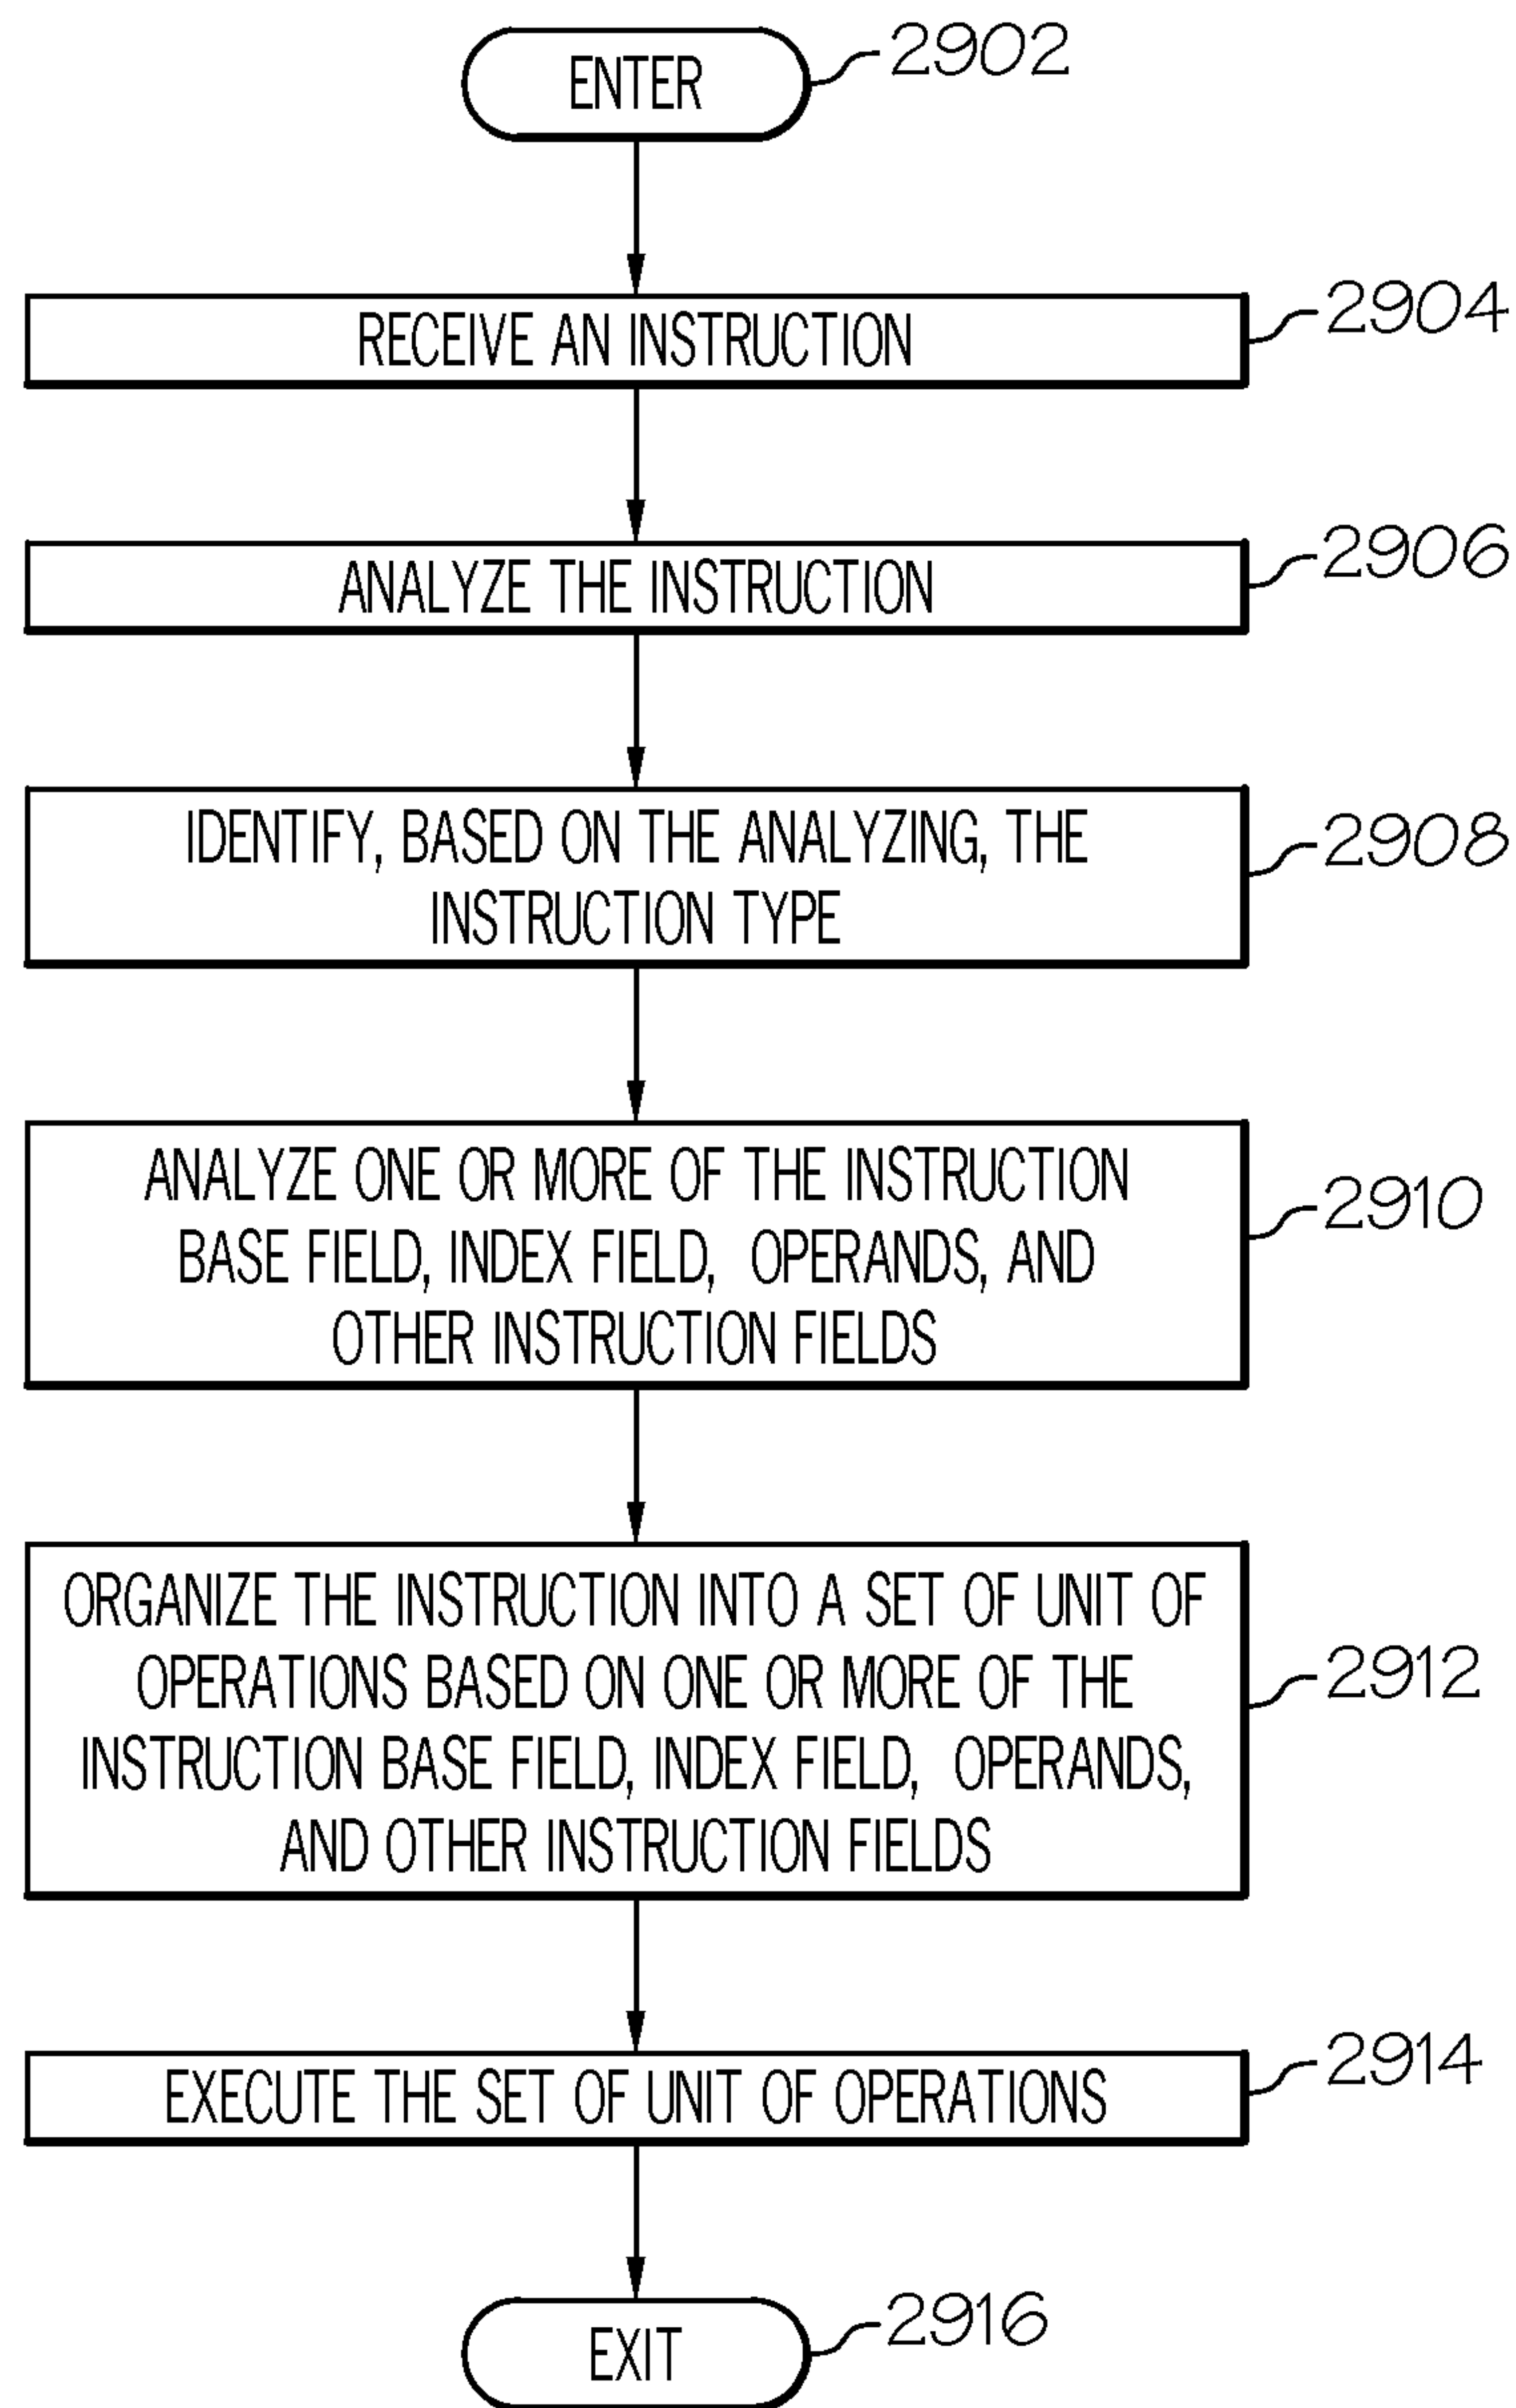 ENTER
2902
RECEIVE AN INSTRUCTION
2904
ANALYZE THE INSTRUCTION
2906
IDENTIFY, BASED ON THE ANALYZING, THE
INSTRUCTION TYPE
2908
ANALYZE ONE OR MORE OF THE INSTRUCTION
BASE FIELD, INDEX FIELD, OPERANDS, AND
OTHER INSTRUCTION FIELDS
2910
ORGANIZE THE INSTRUCTION INTO A SET OF UNIT OF
OPERATIONS BASED ON ONE OR MORE OF THE
INSTRUCTION BASE FIELD, INDEX FIELD, OPERANDS,
AND OTHER INSTRUCTION FIELDS
2912
EXECUTE THE SET OF UNIT OF OPERATIONS
2914
EXIT
2916